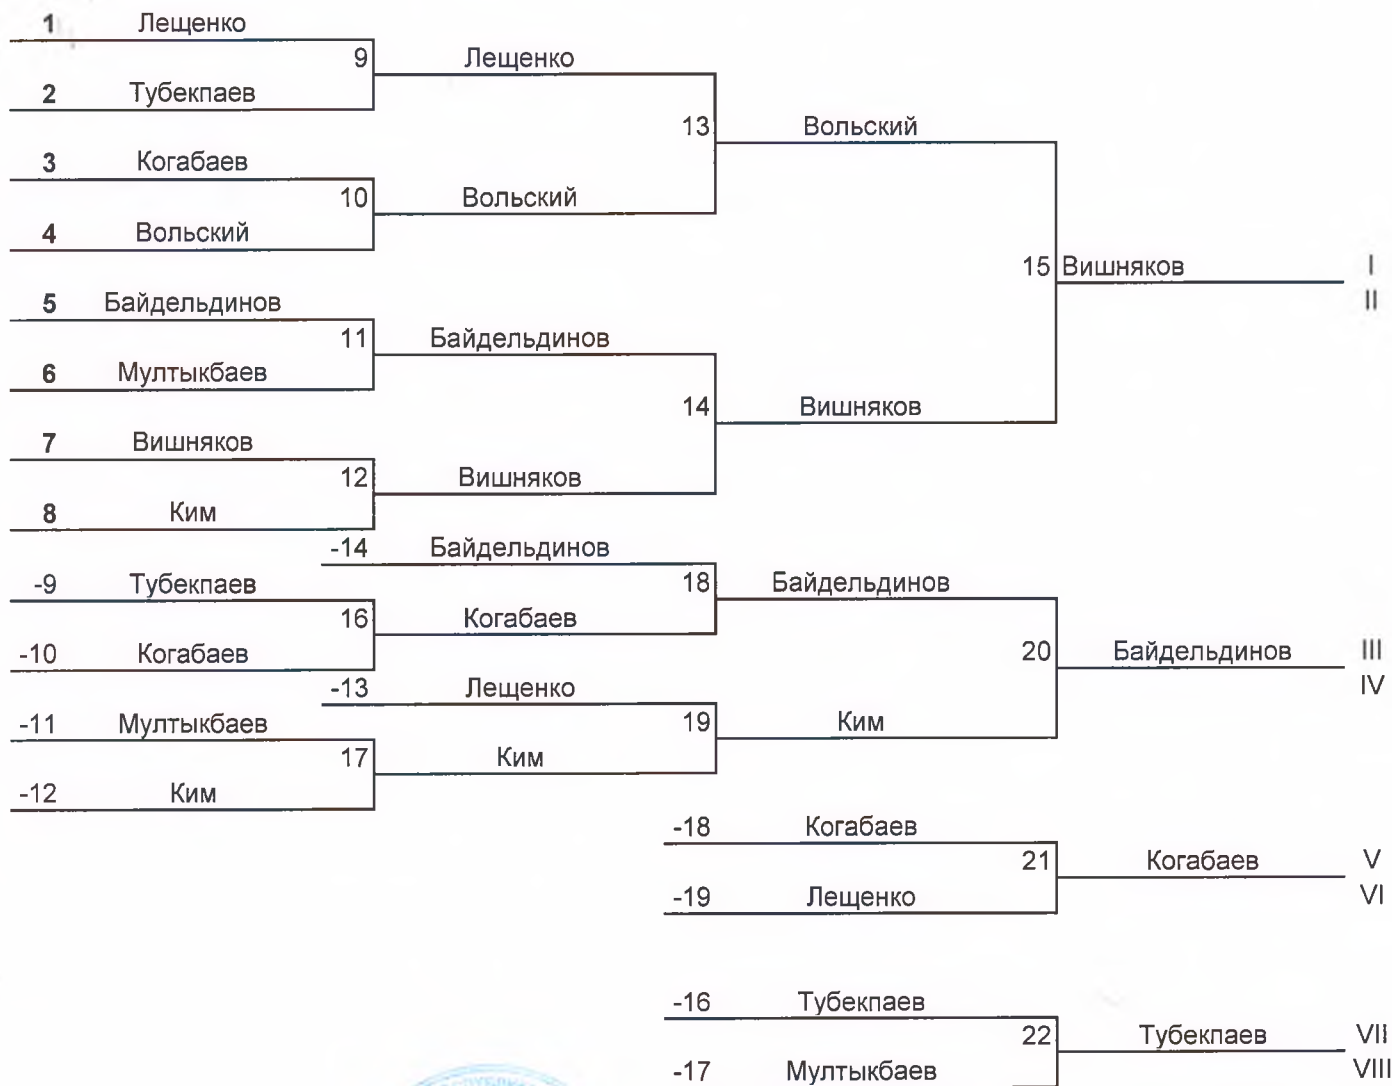 1 Лещенко
9 Лещенко
2 Тубекпаев
13 Вольский
3 Когабаев
10 Вольский
4 Вольский
15 Вишняков I
II
5 Байдельдинов
11 Байдельдинов
6 Мултыкбаев
14 Вишняков
7 Вишняков
12 Вишняков
8 Ким
-14 Байдельдинов
-9 Тубекпаев
18 Байдельдинов
16 Когабаев
-10 Когабаев
20 Байдельдинов III
IV
-13 Лещенко
-11 Мултыкбаев
19 Ким
17 Ким
-12 Ким
-18 Когабаев
21 Когабаев V
VI
-19 Лещенко
-16 Тубекпаев
22 Тубекпаев VII
VIII
-17 Мултыкбаев